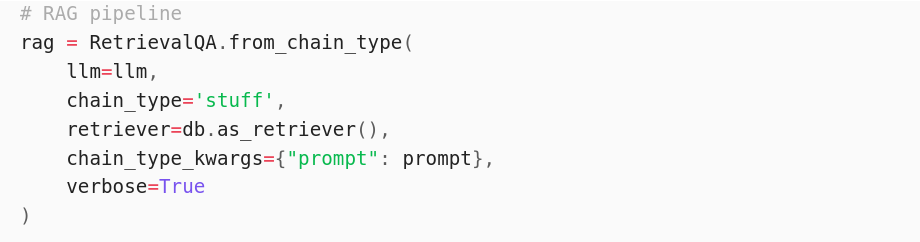 # RAG pipeline
rag = RetrievalQA.from_chain_type(
    llm=llm,
    chain_type='stuff',
    retriever=db.as_retriever(),
    chain_type_kwargs={"prompt": prompt},
    verbose=True
)